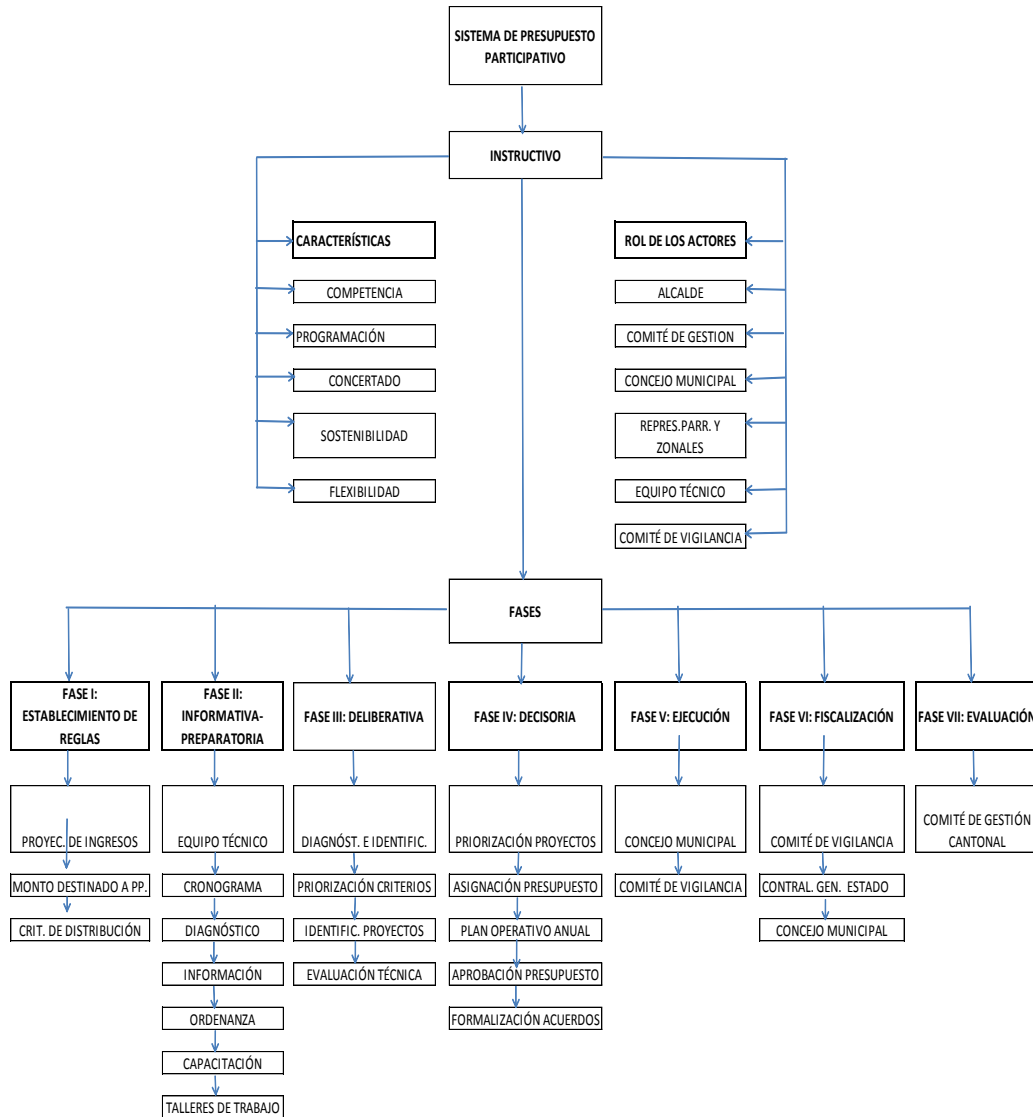 SISTEMA DE PRESUPUESTO
PARTICIPATIVO
INSTRUCTIVO
CARACTERÍSTICAS
COMPETENCIA
PROGRAMACIÓN
CONCERTADO
SOSTENIBILIDAD
FLEXIBILIDAD
ROL DE LOS ACTORES
ALCALDE
COMITÉ DE GESTION
CONCEJO MUNICIPAL
REPRES.PARR. Y
ZONALES
EQUIPO TÉCNICO
COMITÉ DE VIGILANCIA
FASES
FASE I:
ESTABLECIMIENTO DE
REGLAS
PROYEC. DE INGRESOS
MONTO DESTINADO A PP.
CRIT. DE DISTRIBUCIÓN
FASE II:
INFORMATIVA-
PREPARATORIA
EQUIPO TÉCNICO
CRONOGRAMA
DIAGNÓSTICO
INFORMACIÓN
ORDENANZA
CAPACITACIÓN
TALLERES DE TRABAJO
FASE III: DELIBERATIVA
DIAGNÓST. E IDENTIFIC.
PRIORIZACIÓN CRITERIOS
IDENTIFIC. PROYECTOS
EVALUACIÓN TÉCNICA
FASE IV: DECISORIA
PRIORIZACIÓN PROYECTOS
ASIGNACIÓN PRESUPUESTO
PLAN OPERATIVO ANUAL
APROBACIÓN PRESUPUESTO
FORMALIZACIÓN ACUERDOS
FASE V: EJECUCIÓN
CONCEJO MUNICIPAL
COMITÉ DE VIGILANCIA
FASE VI: FISCALIZACIÓN
COMITÉ DE VIGILANCIA
CONTRAL. GEN. ESTADO
CONCEJO MUNICIPAL
FASE VII: EVALUACIÓN
COMITÉ DE GESTIÓN
CANTONAL